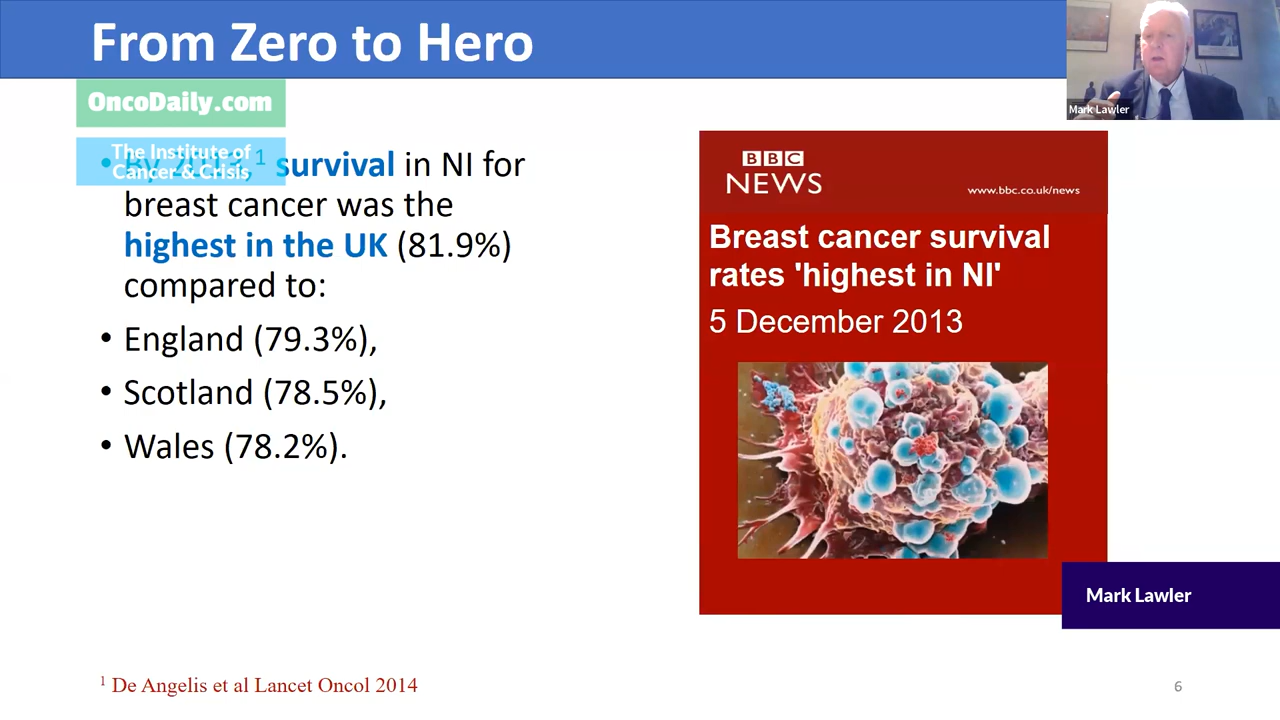 From Zero to Hero
OncoDaily.com
The Institute of
Cancer & Crisis
• By 2013,¹ survival in NI for
breast cancer was the
highest in the UK (81.9%)
compared to:
• England (79.3%),
• Scotland (78.5%),
• Wales (78.2%).
BBC
NEWS
www.bbc.co.uk/news
Breast cancer survival
rates 'highest in NI'
5 December 2013
Mark Lawler
Mark Lawler
¹ De Angelis et al Lancet Oncol 2014
6